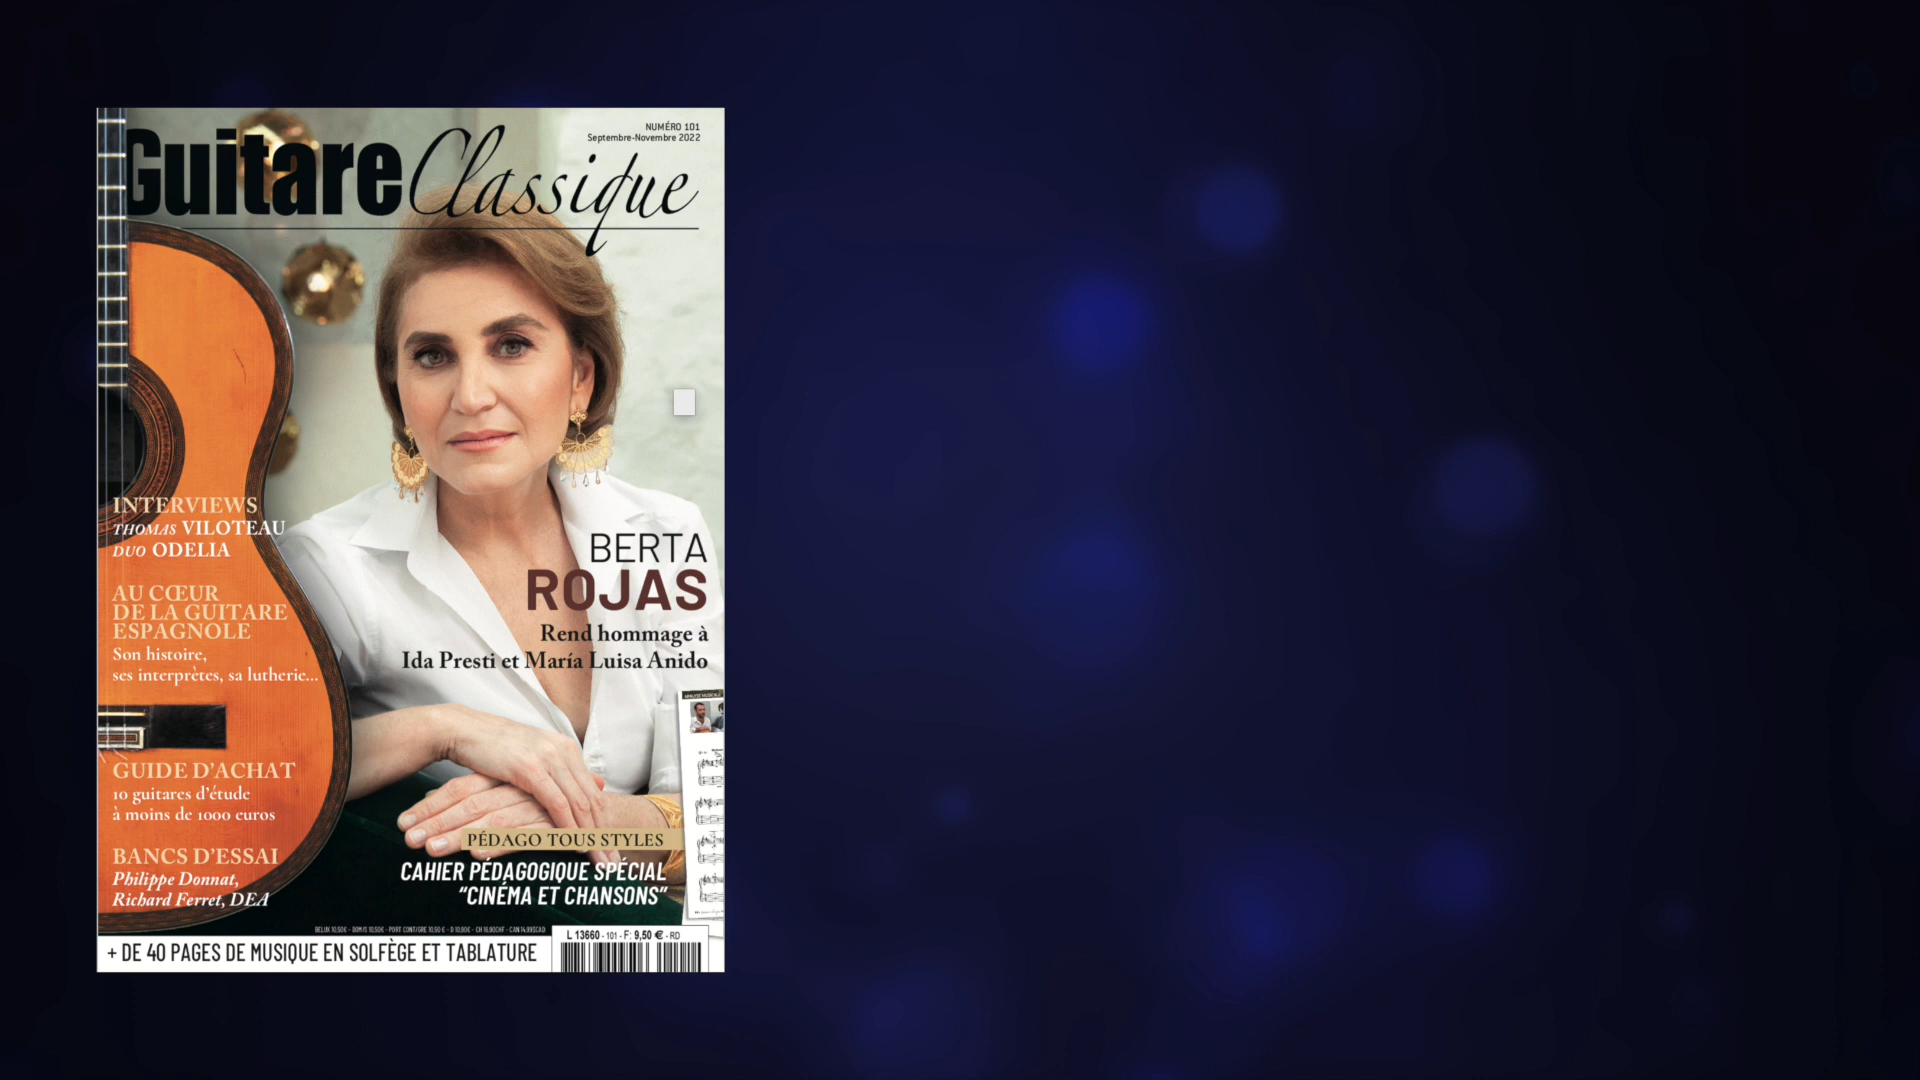 NUMÉRO 101
Septembre-Novembre 2022
Guitare Classique
INTERVIEWS
THOMAS VILOTEAU
DUO ODELIA
AU CŒUR
DE LA GUITARE
ESPAGNOLE
Son histoire,
ses interprètes, sa lutherie...
GUIDE D'ACHAT
10 guitares d'étude
à moins de 1000 euros
BANCS D'ESSAI
Philippe Donnat,
Richard Ferret, DEA
BERTA
ROJAS
Rend hommage à
Ida Presti et María Luisa Anido
PÉDAGO TOUS STYLES
CAHIER PÉDAGOGIQUE SPÉCIAL
“CINÉMA ET CHANSONS”
L 13660 - 101 - F: 9,50 € - RD
+ DE 40 PAGES DE MUSIQUE EN SOLFÈGE ET TABLATURE